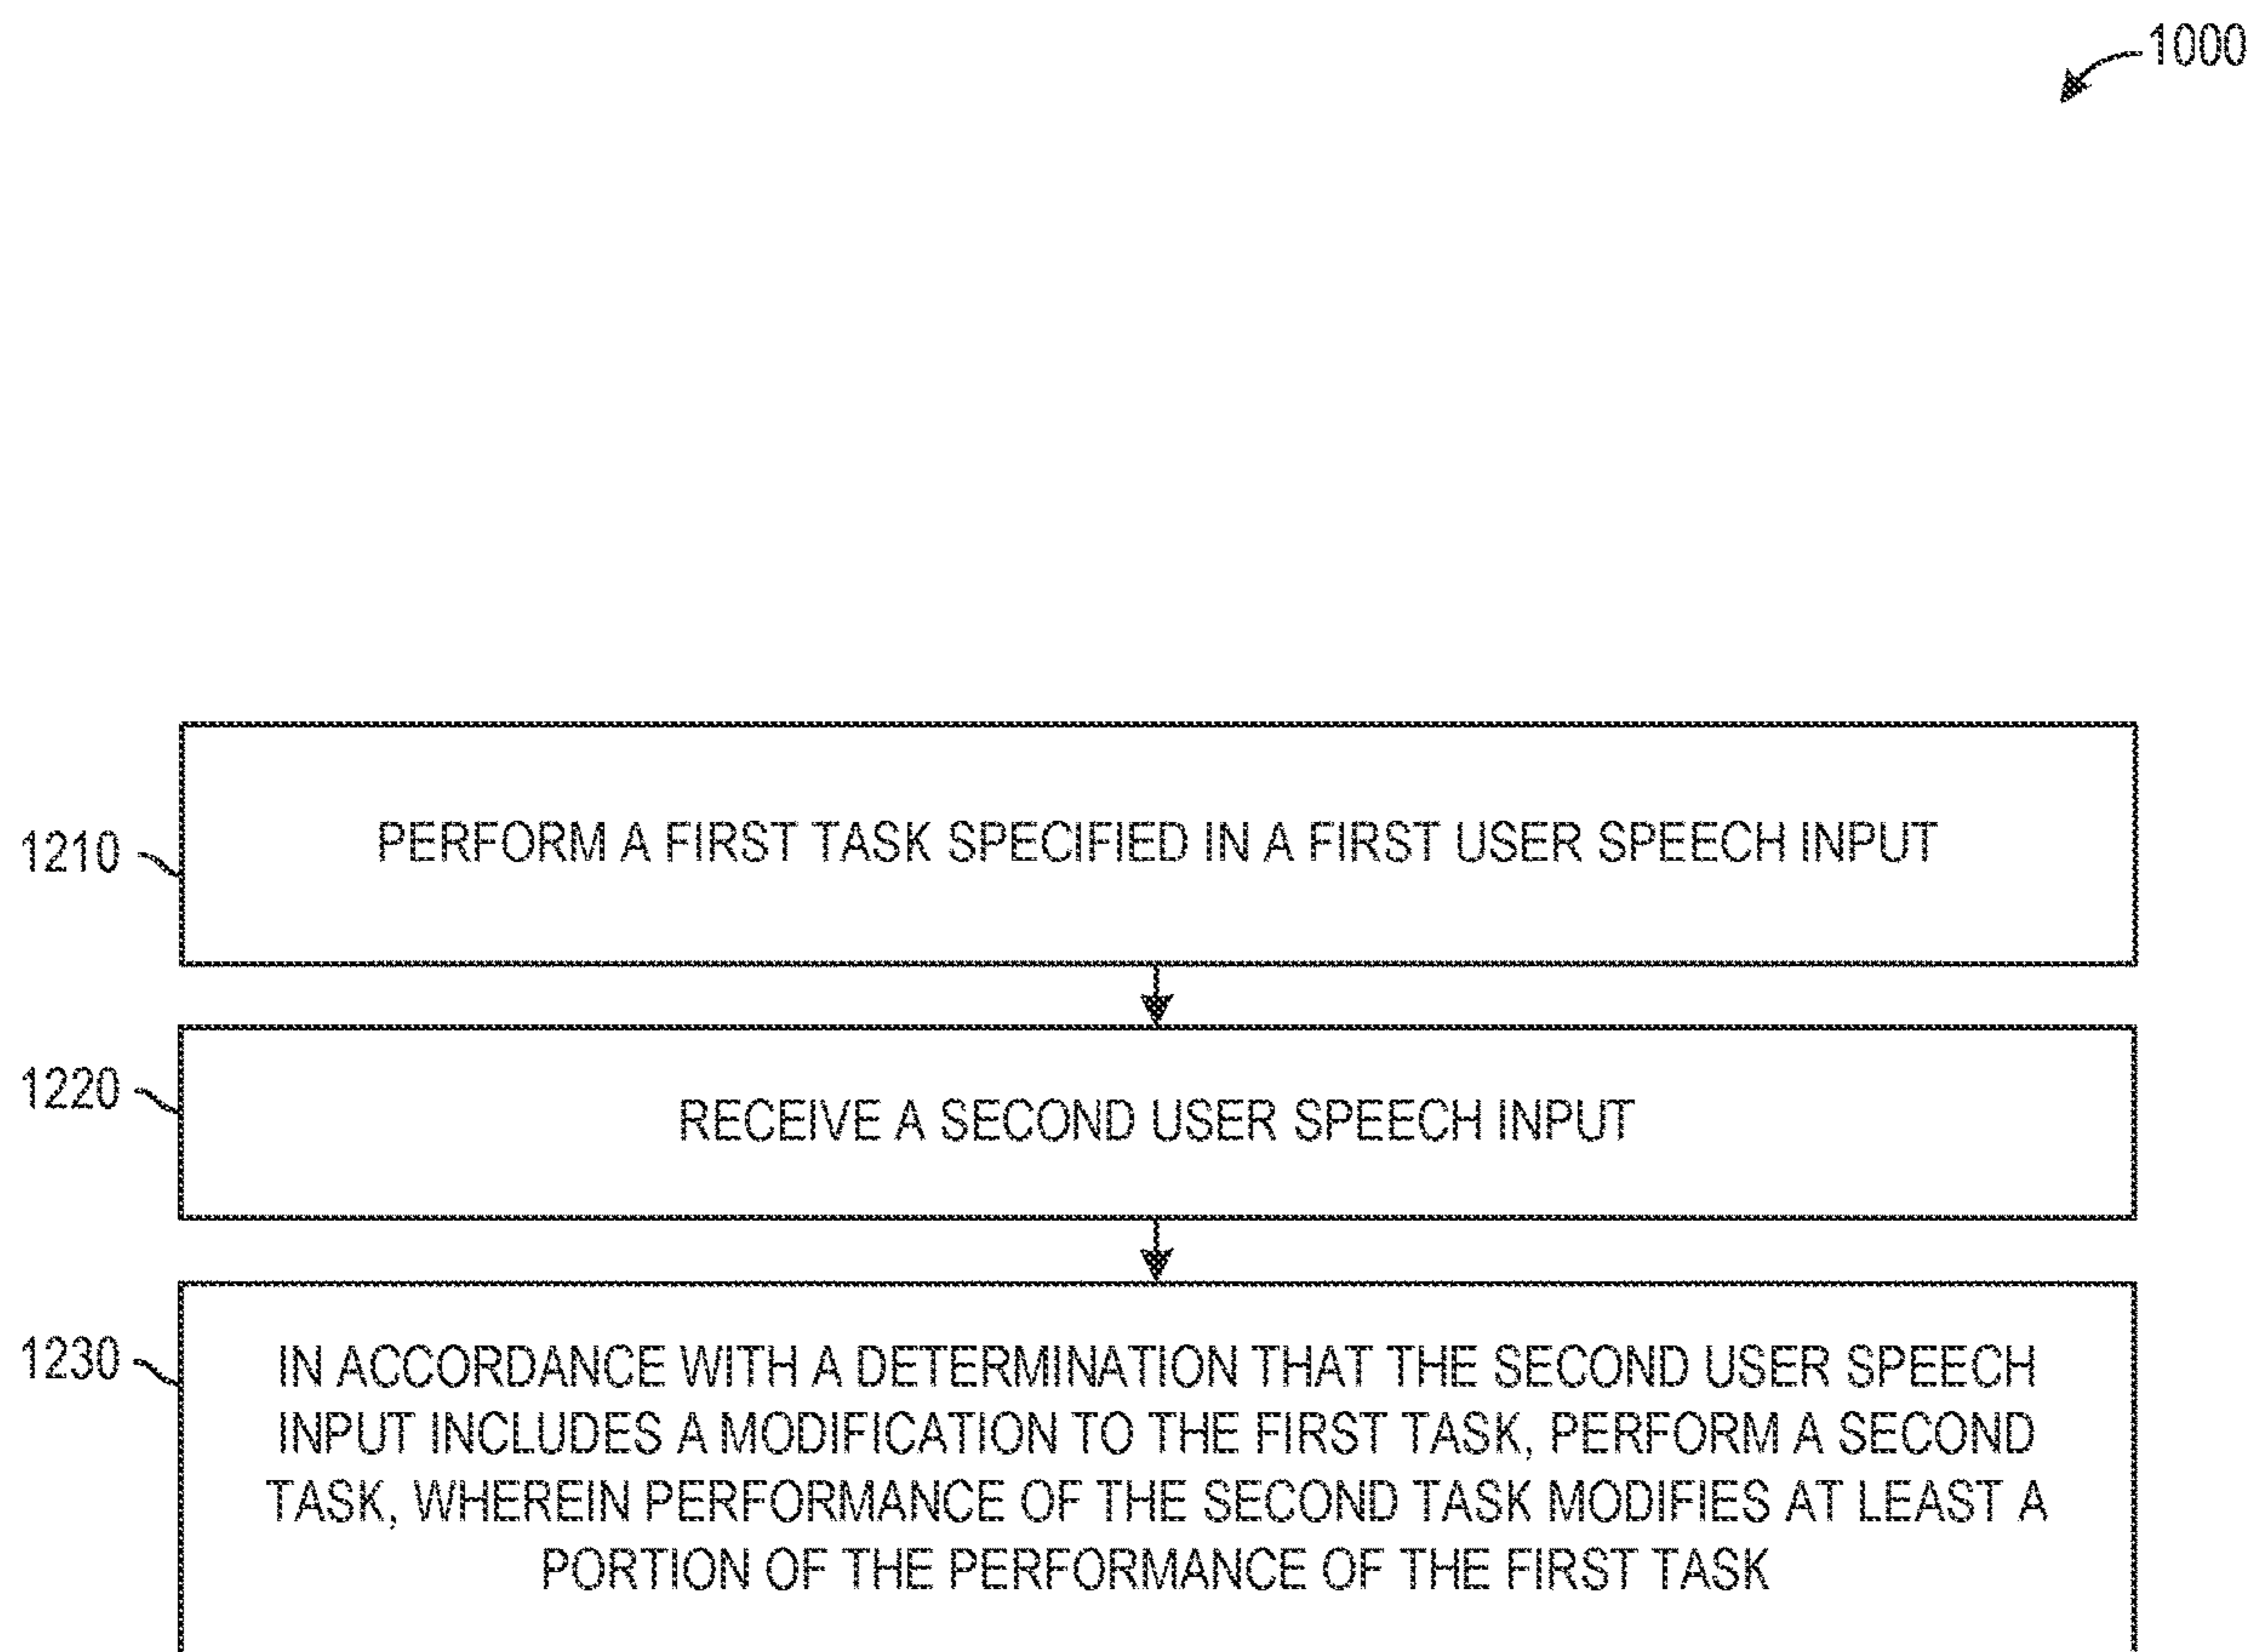 1000
1210
PERFORM A FIRST TASK SPECIFIED IN A FIRST USER SPEECH INPUT
1220
RECEIVE A SECOND USER SPEECH INPUT
1230
IN ACCORDANCE WITH A DETERMINATION THAT THE SECOND USER SPEECH
INPUT INCLUDES A MODIFICATION TO THE FIRST TASK, PERFORM A SECOND
TASK, WHEREIN PERFORMANCE OF THE SECOND TASK MODIFIES AT LEAST A
PORTION OF THE PERFORMANCE OF THE FIRST TASK